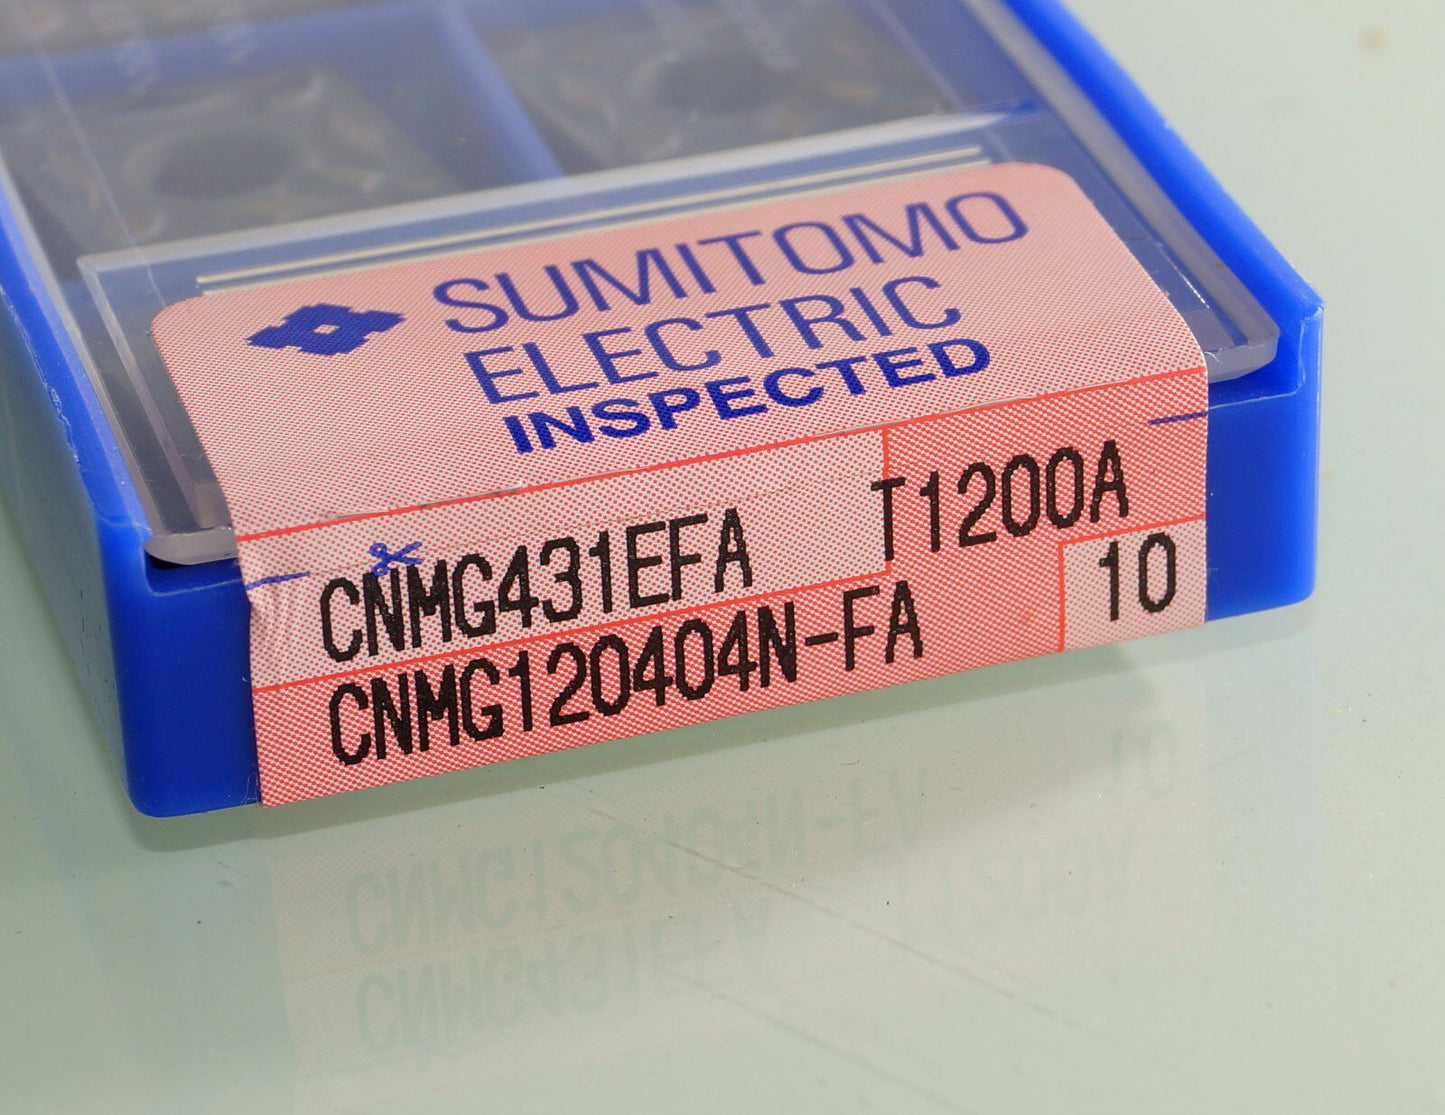 SUMITOMO
ELECTRIC
INSPECTED
CNMG431EFA T1200A
CNMG120404N-FA 10